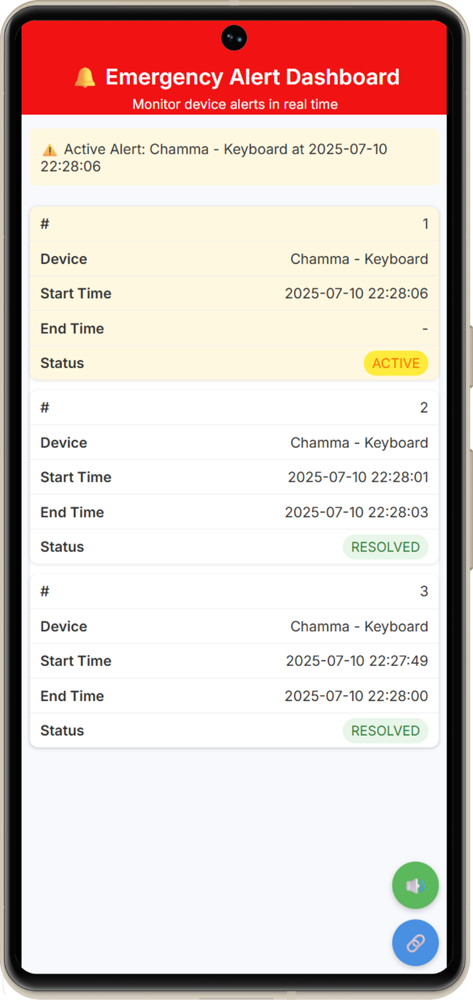 Emergency Alert Dashboard
Monitor device alerts in real time
Active Alert: Chamma - Keyboard at 2025-07-10
22:28:06
# 1
Device Chamma - Keyboard
Start Time 2025-07-10 22:28:06
End Time -
Status ACTIVE
# 2
Device Chamma - Keyboard
Start Time 2025-07-10 22:28:01
End Time 2025-07-10 22:28:03
Status RESOLVED
# 3
Device Chamma - Keyboard
Start Time 2025-07-10 22:27:49
End Time 2025-07-10 22:28:00
Status RESOLVED